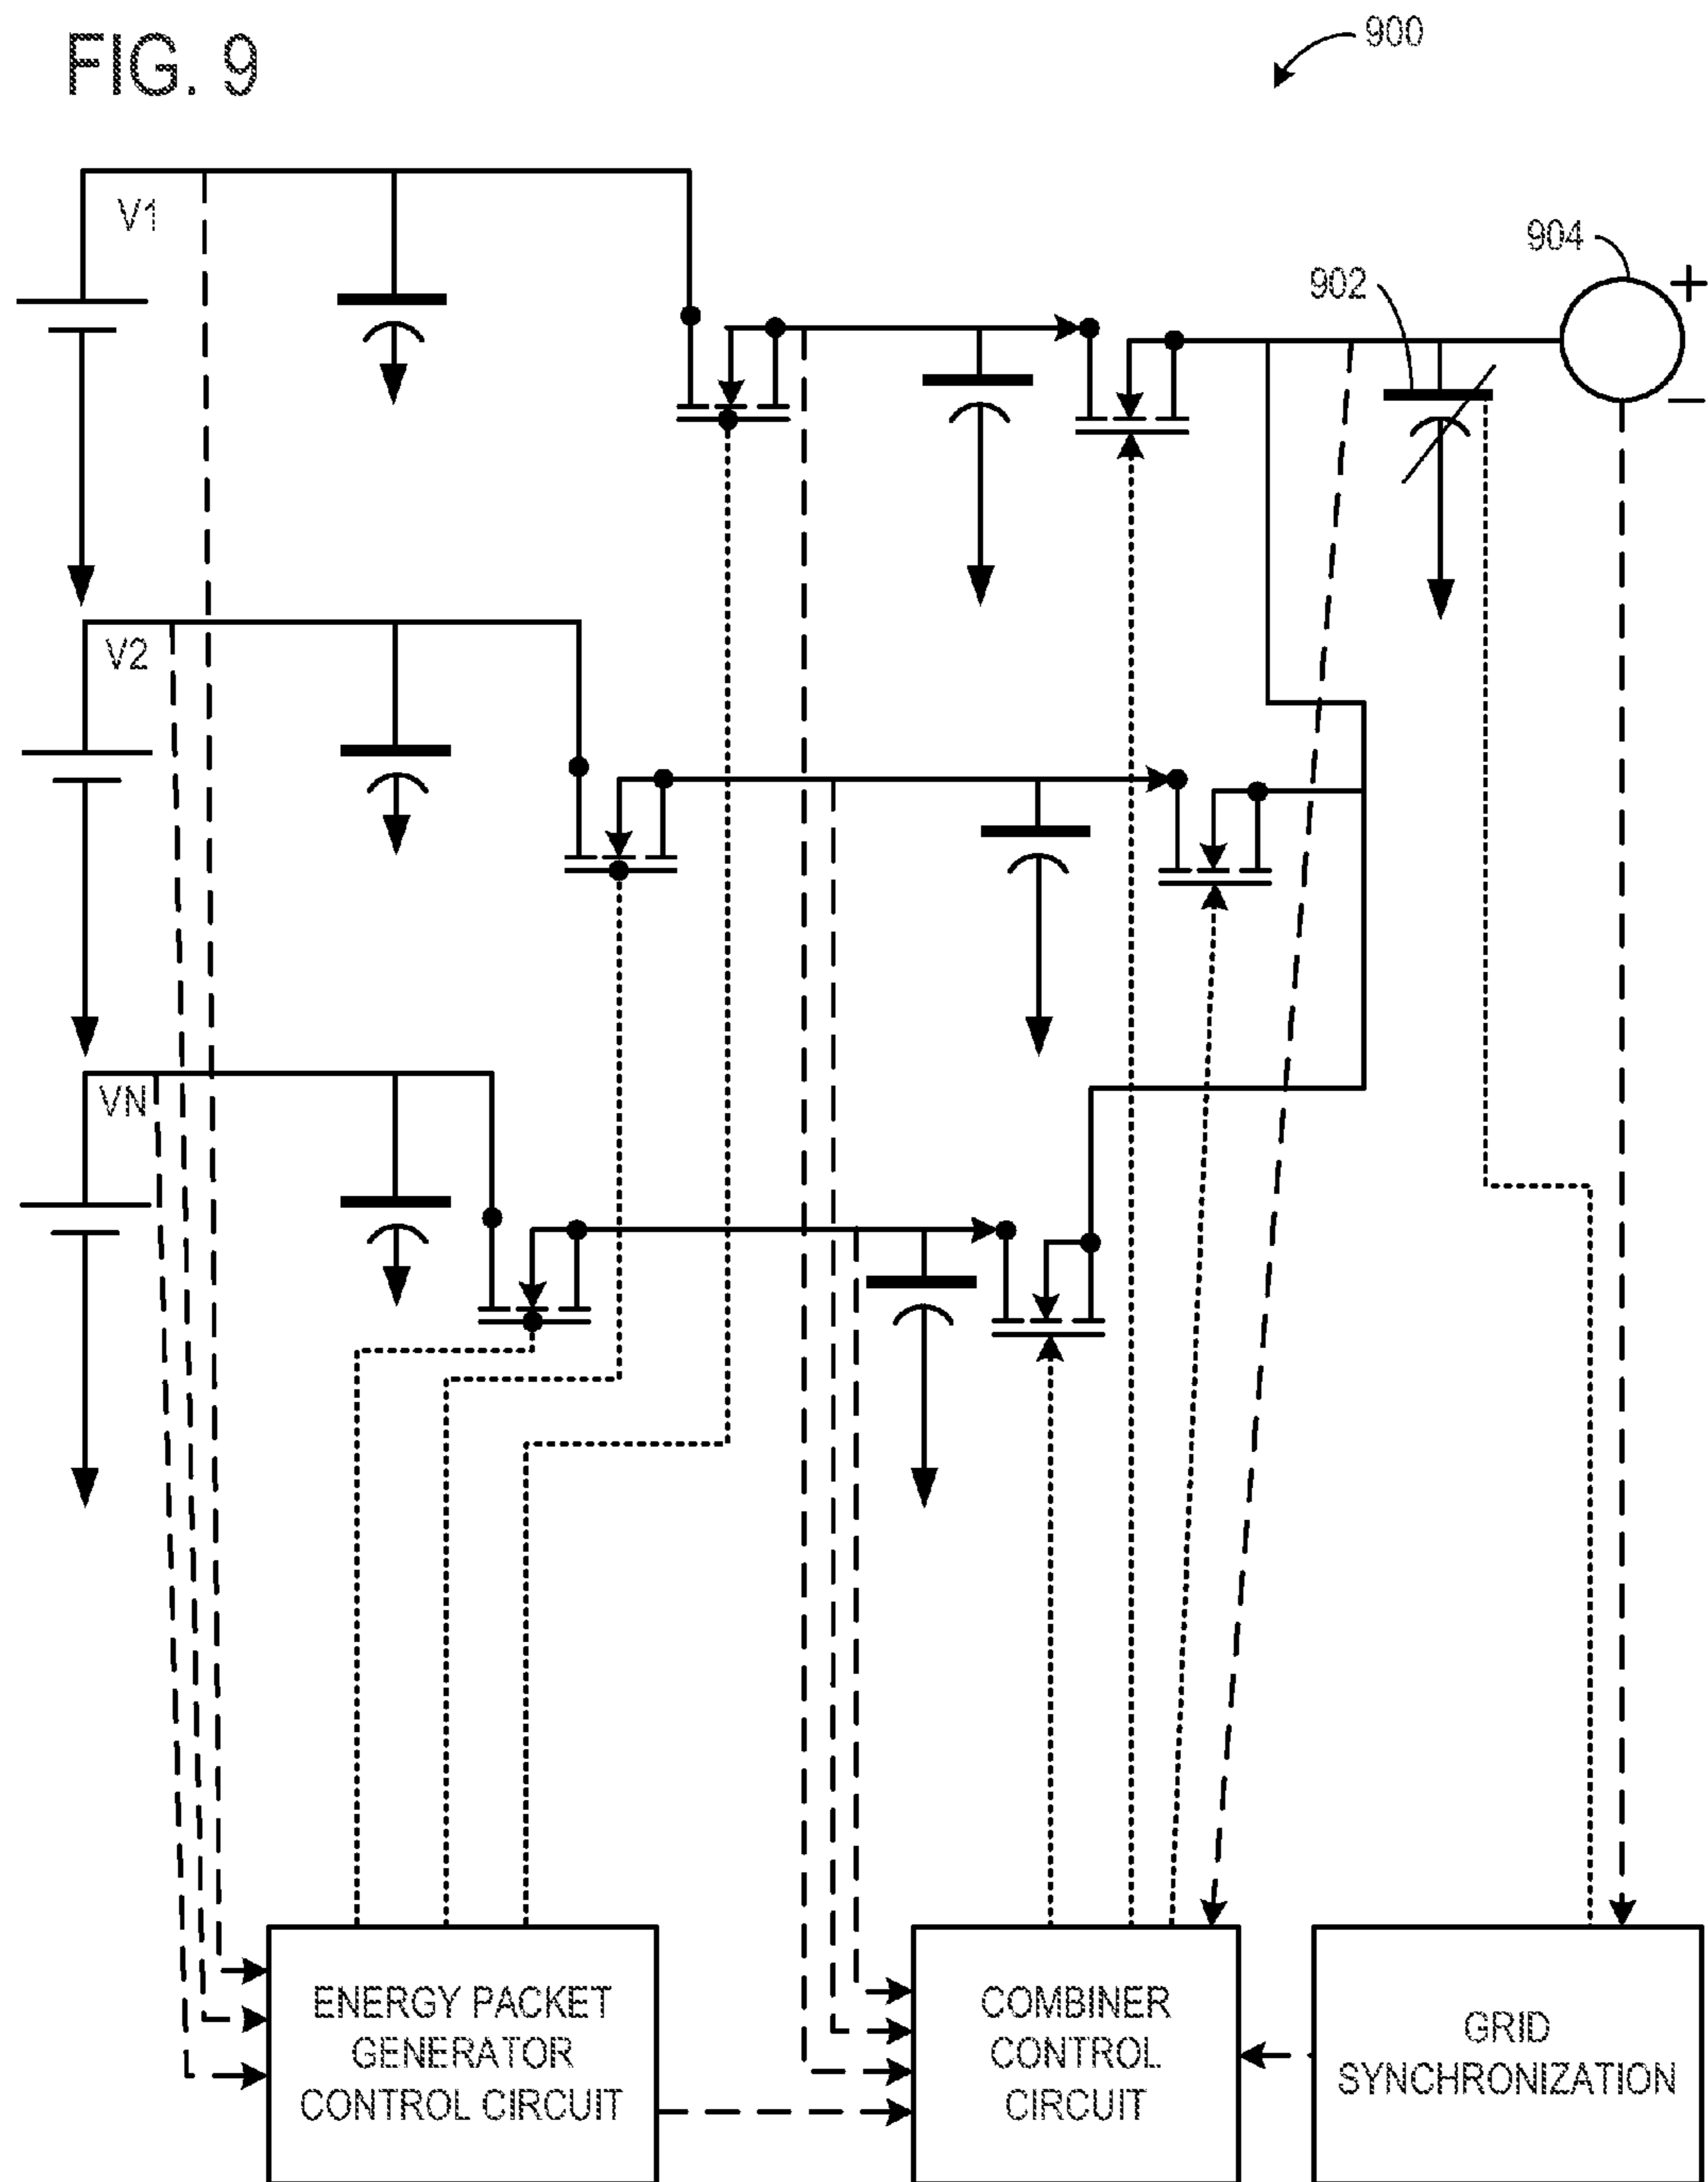 FIG. 9
900
V1
904
+
902
−
V2
VN
ENERGY PACKET
GENERATOR
CONTROL CIRCUIT
COMBINER
CONTROL
CIRCUIT
GRID
SYNCHRONIZATION